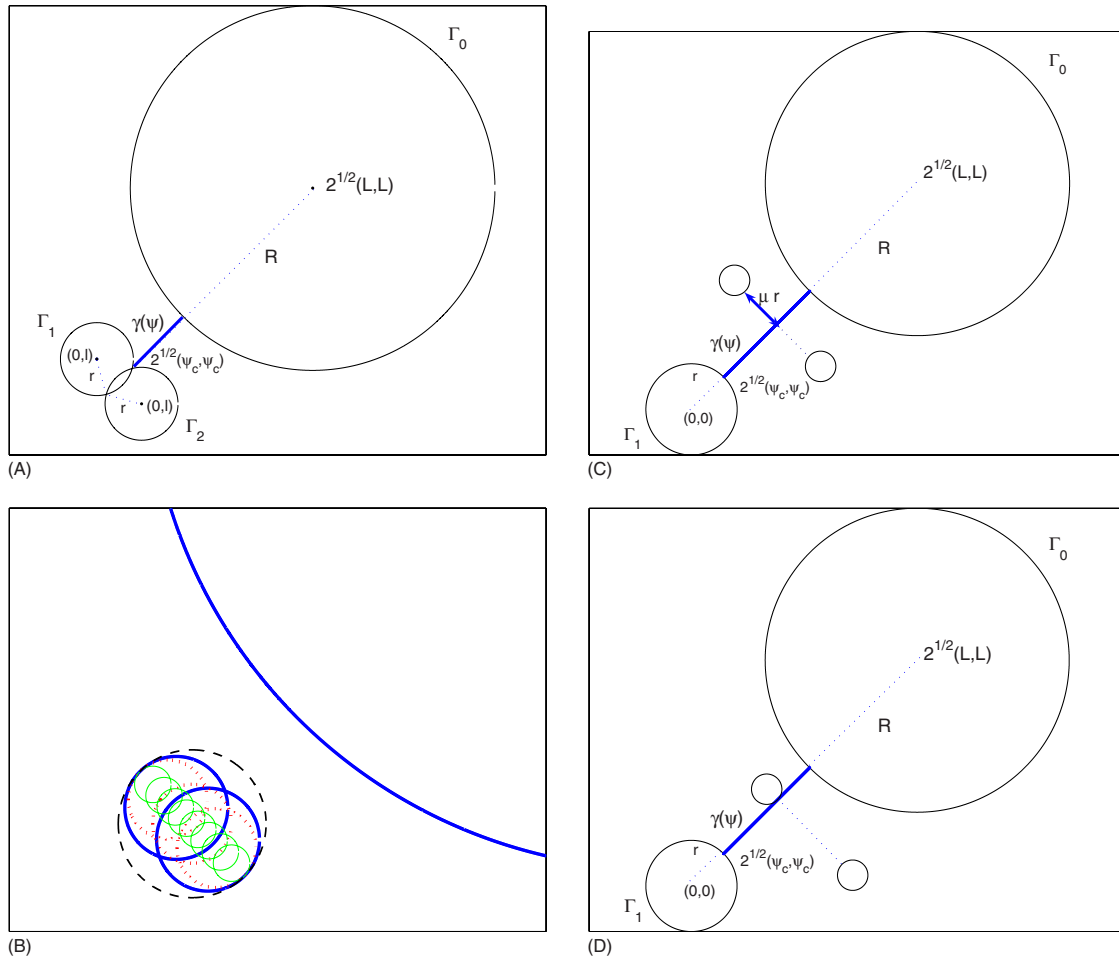 Γ0
2^1/2(L,L)
R
γ(ψ)
Γ1
(0,l)
2^1/2(ψc,ψc)
r
r
(0,l)
Γ2
(A)
(B)
Γ0
2^1/2(L,L)
R
μ r
γ(ψ)
r
2^1/2(ψc,ψc)
(0,0)
Γ1
(C)
Γ0
2^1/2(L,L)
R
γ(ψ)
r
2^1/2(ψc,ψc)
(0,0)
Γ1
(D)